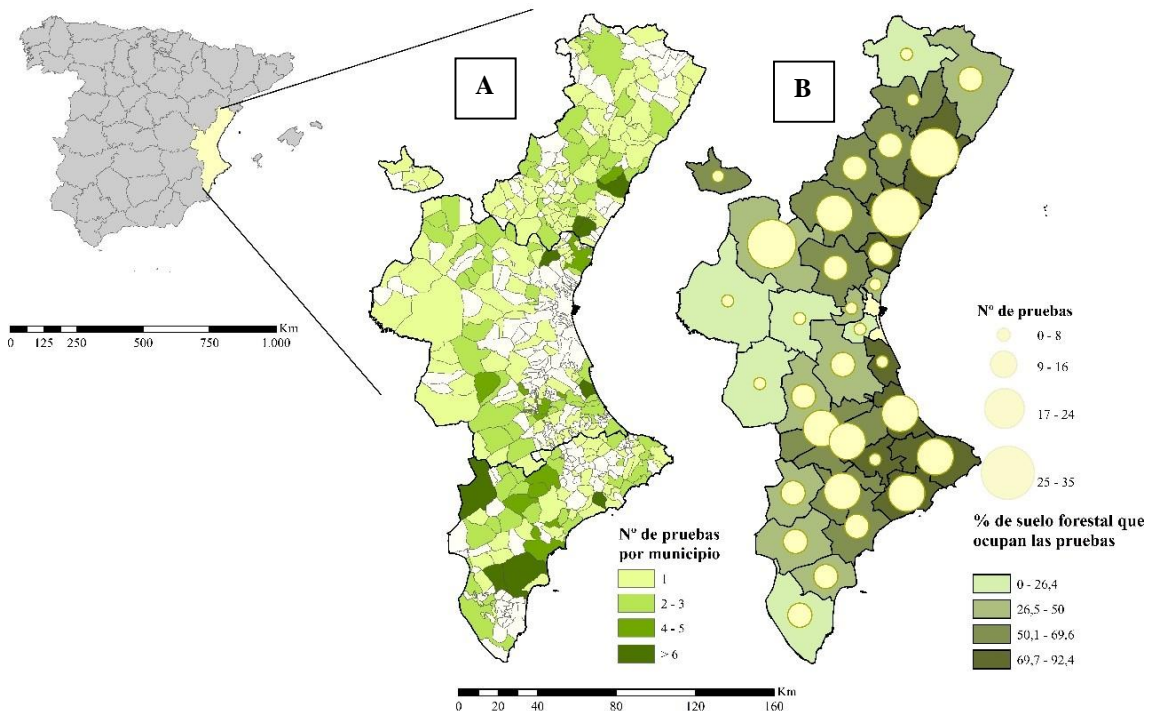 A
B
Km
0 125 250 500 750 1.000
Nº de pruebas
por municipio
1
2 - 3
4 - 5
> 6
Nº de pruebas
0 - 8
9 - 16
17 - 24
25 - 35
% de suelo forestal que
ocupan las pruebas
0 - 26,4
26,5 - 50
50,1 - 69,6
69,7 - 92,4
Km
0 20 40 80 120 160